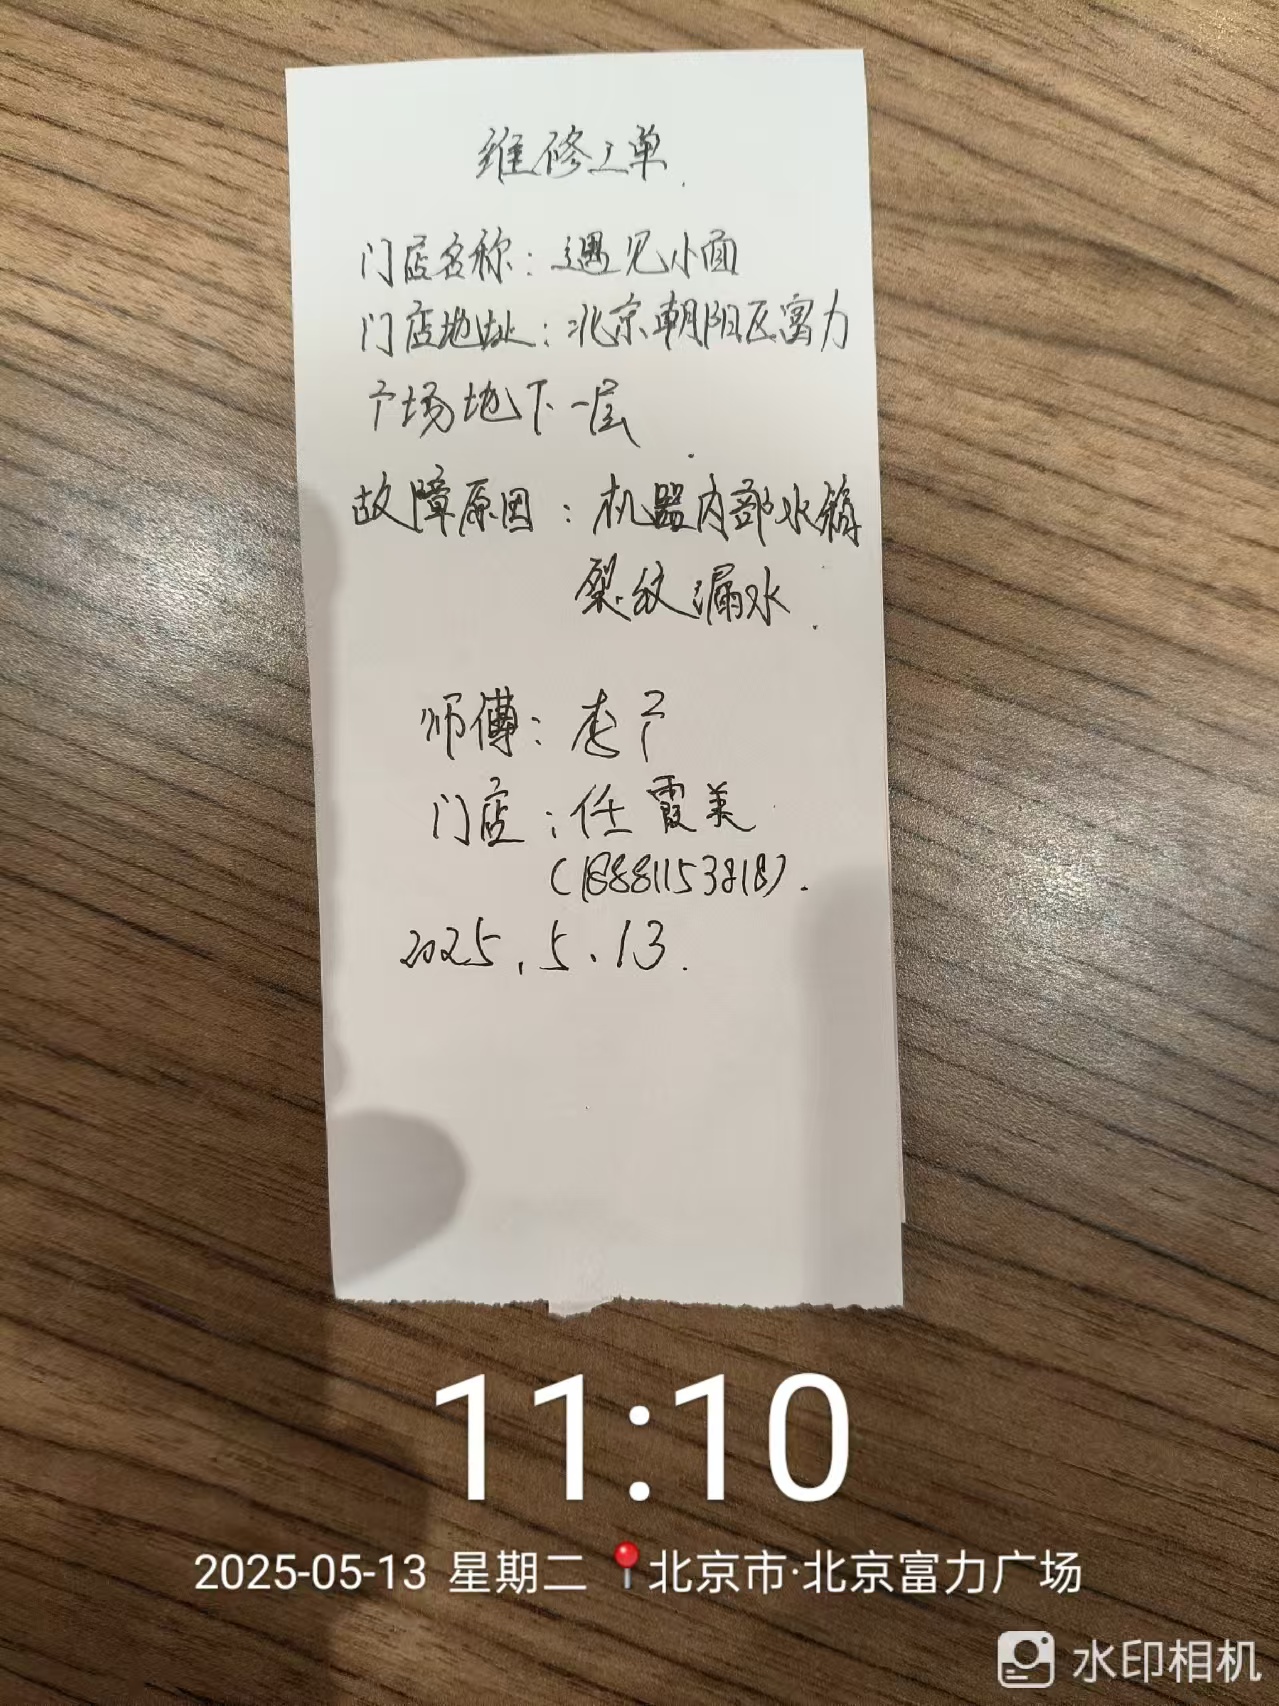 维修工单.
门店名称：遇见小面
门店地址：北京朝阳区富力
广场地下一层.
故障原因：机器内部水箱
裂纹漏水.
师傅：李广
门店：任霞美
(18881153818).
2025.5.13.
11:10
2025-05-13 星期二 北京市·北京富力广场
水印相机